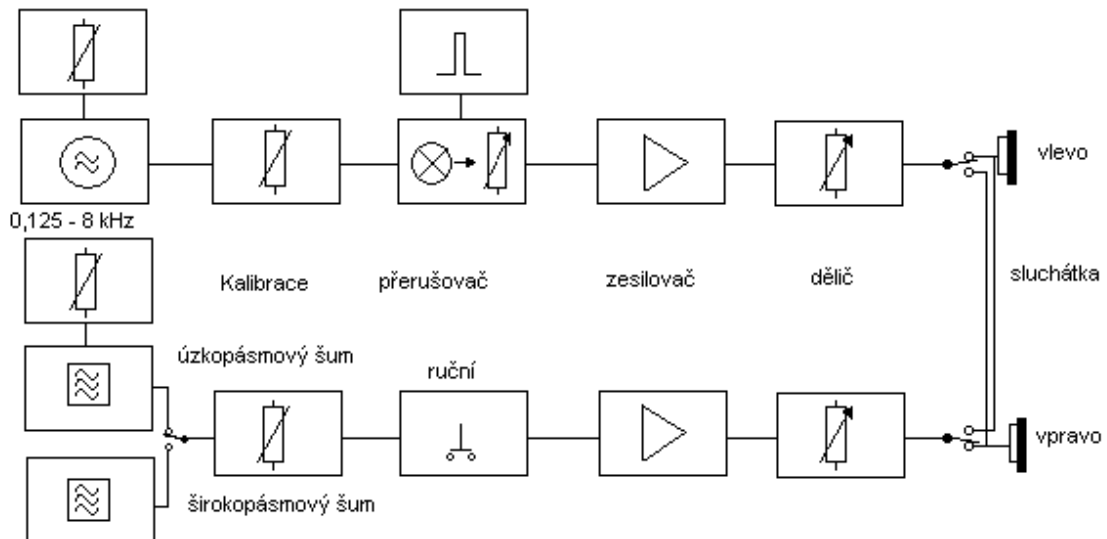 vlevo
0,125 - 8 kHz
Kalibrace
přerušovač
zesilovač
dělič
sluchátka
úzkopásmový šum
ruční
vpravo
širokopásmový šum